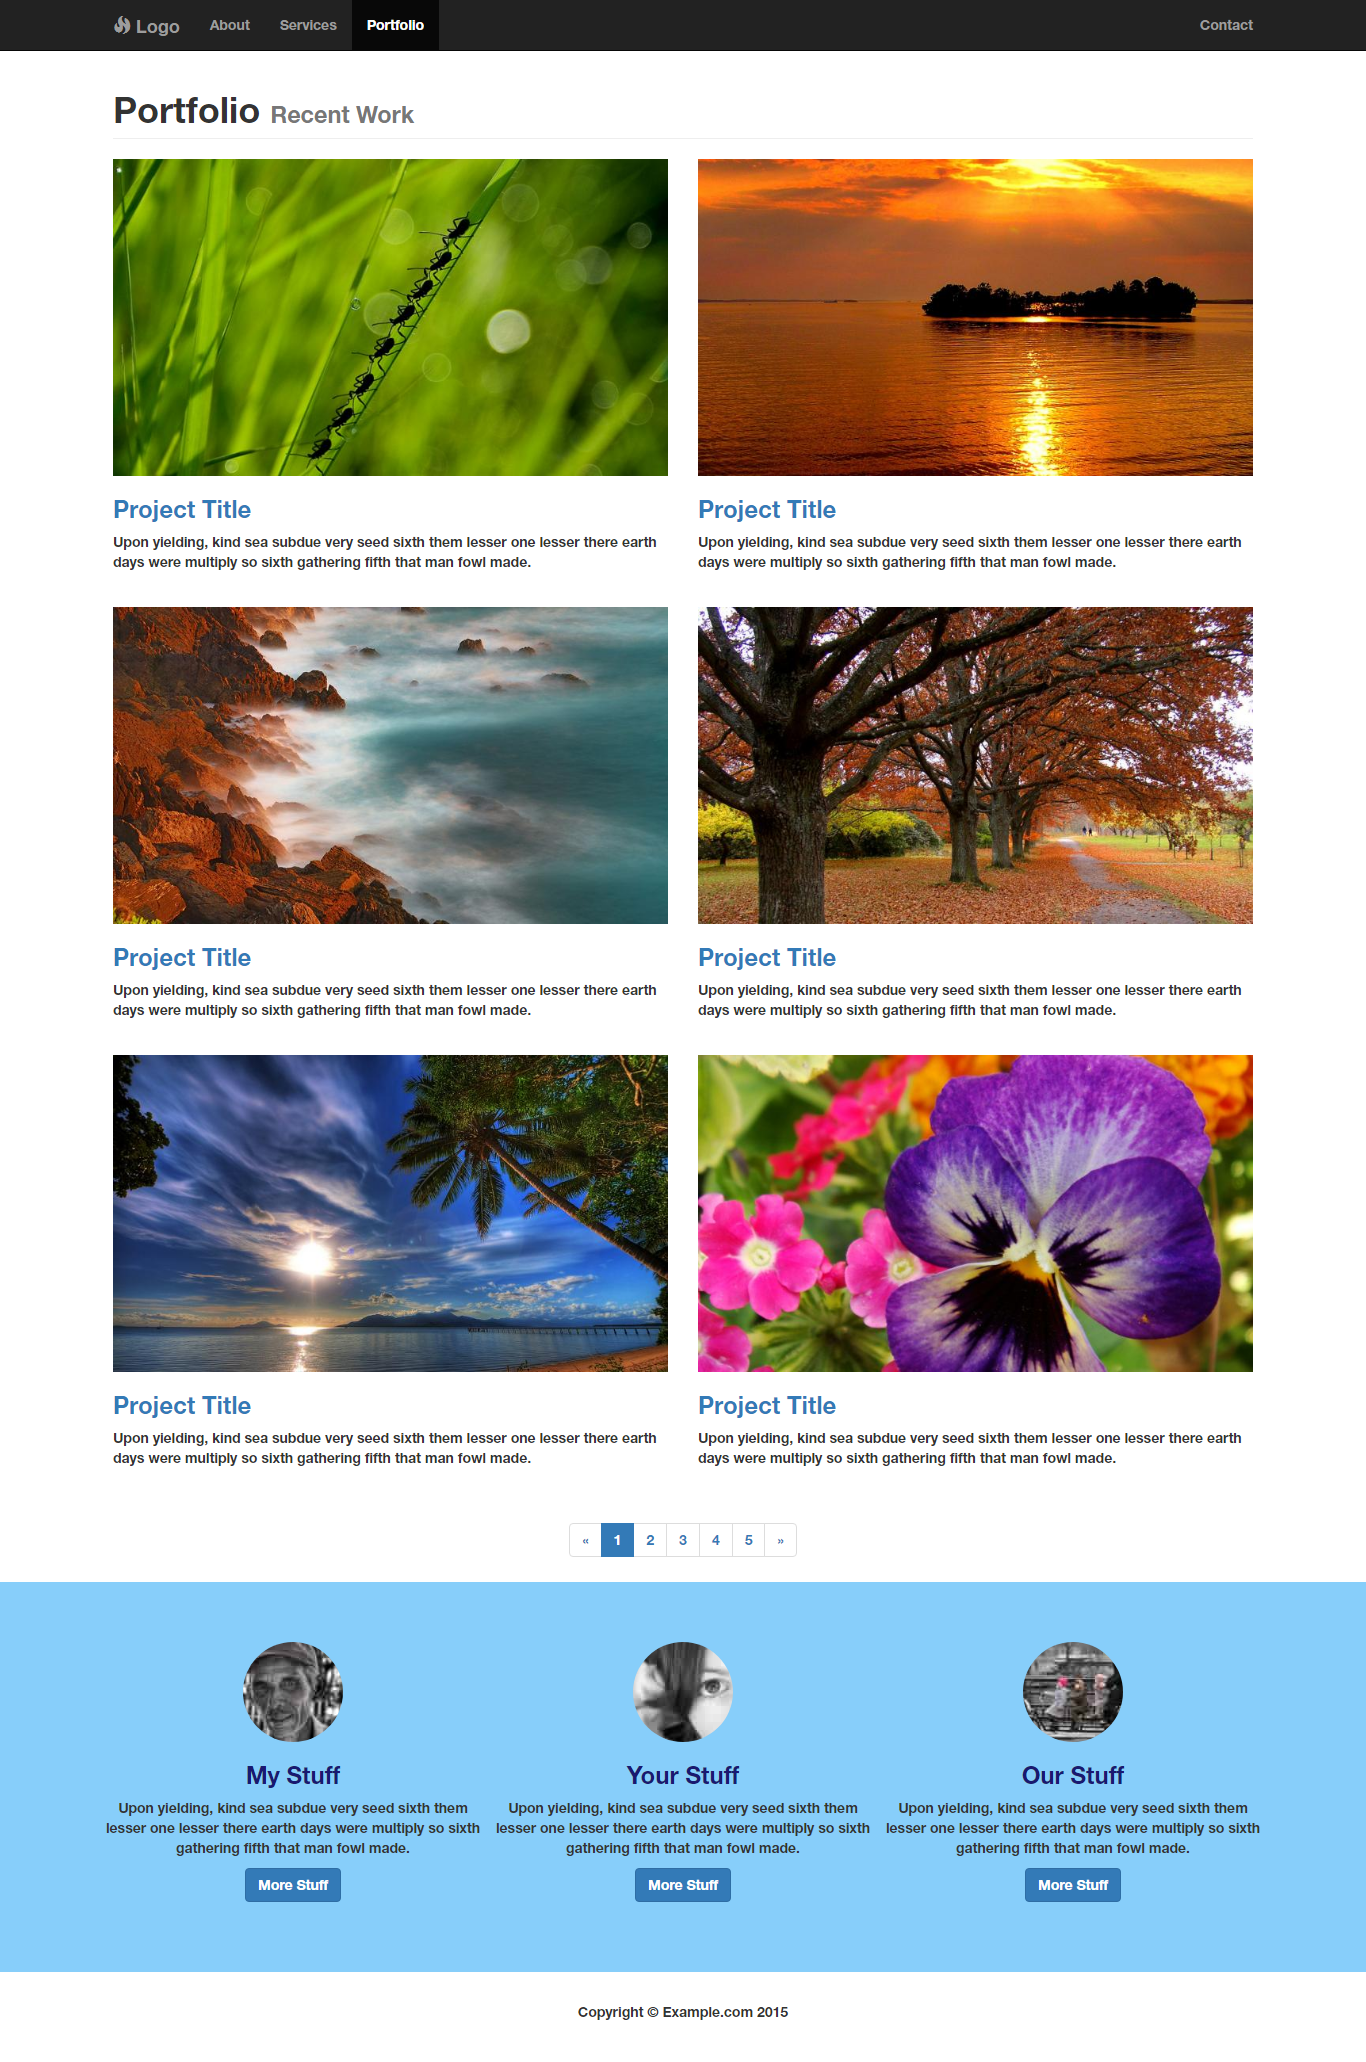 Logo About Services Portfolio Contact
Portfolio Recent Work
Project Title
Upon yielding, kind sea subdue very seed sixth them lesser one lesser there earth
days were multiply so sixth gathering fifth that man fowl made.
Project Title
Upon yielding, kind sea subdue very seed sixth them lesser one lesser there earth
days were multiply so sixth gathering fifth that man fowl made.
Project Title
Upon yielding, kind sea subdue very seed sixth them lesser one lesser there earth
days were multiply so sixth gathering fifth that man fowl made.
Project Title
Upon yielding, kind sea subdue very seed sixth them lesser one lesser there earth
days were multiply so sixth gathering fifth that man fowl made.
Project Title
Upon yielding, kind sea subdue very seed sixth them lesser one lesser there earth
days were multiply so sixth gathering fifth that man fowl made.
Project Title
Upon yielding, kind sea subdue very seed sixth them lesser one lesser there earth
days were multiply so sixth gathering fifth that man fowl made.
« 1 2 3 4 5 »
My Stuff
Upon yielding, kind sea subdue very seed sixth them
lesser one lesser there earth days were multiply so sixth
gathering fifth that man fowl made.
More Stuff
Your Stuff
Upon yielding, kind sea subdue very seed sixth them
lesser one lesser there earth days were multiply so sixth
gathering fifth that man fowl made.
More Stuff
Our Stuff
Upon yielding, kind sea subdue very seed sixth them
lesser one lesser there earth days were multiply so sixth
gathering fifth that man fowl made.
More Stuff
Copyright © Example.com 2015